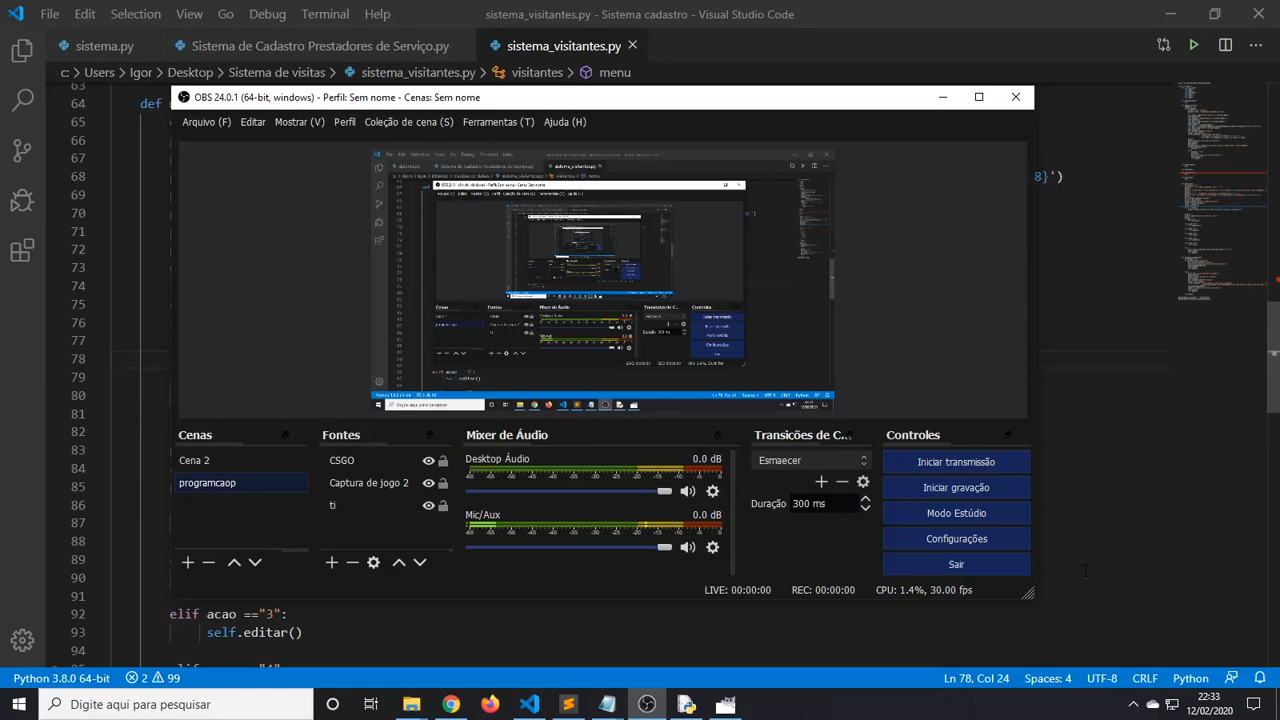 File Edit Selection View Go Debug Terminal Help sistema_visitantes.py - Sistema cadastro - Visual Studio Code
sistema.py Sistema de Cadastro Prestadores de Serviço.py sistema_visitantes.py
c: > Users > Igor > Desktop > Sistema de visitas > sistema_visitantes.py > visitantes > menu
63
64 def
65
66
67
68 8}')
69
70
71
72
73
74
75
76
77
78
79
80
81
82
83
84
85
86
87
88
89
90
91
92 elif acao =="3":
93 self.editar()
94
OBS 24.0.1 (64-bit, windows) - Perfil: Sem nome - Cenas: Sem nome
Arquivo (F) Editar Mostrar (V) Perfil Coleção de cena (S) Ferramentas (T) Ajuda (H)
Cenas Fontes Mixer de Áudio Transições de C... Controles
Cena 2 CSGO Desktop Áudio 0.0 dB Esmaecer Iniciar transmissão
programcaop Captura de jogo 2 Iniciar gravação
ti Mic/Aux 0.0 dB Duração 300 ms Modo Estúdio
Configurações
Sair
LIVE: 00:00:00 REC: 00:00:00 CPU: 1.4%, 30.00 fps
Python 3.8.0 64-bit 2 99 Ln 78, Col 24 Spaces: 4 UTF-8 CRLF Python
Digite aqui para pesquisar 22:33
12/02/2020